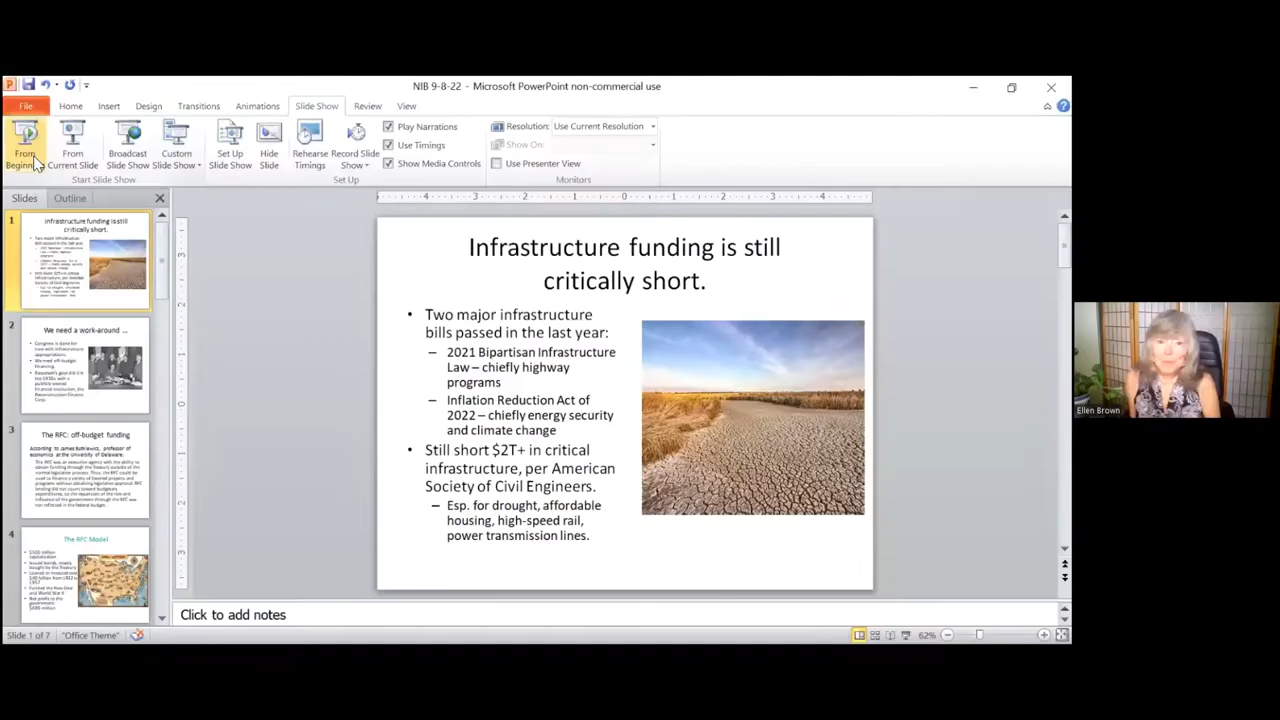 NIB 9-8-22 - Microsoft PowerPoint non-commercial use
File Home Insert Design Transitions Animations Slide Show Review View
From Beginning
From Current Slide
Broadcast Slide Show
Custom Slide Show
Set Up Slide Show
Hide Slide
Rehearse Timings
Record Slide Show
Play Narrations
Use Timings
Show Media Controls
Resolution: Use Current Resolution
Show On:
Use Presenter View
Start Slide Show
Set Up
Monitors
Slides Outline
1
Infrastructure funding is still
critically short.
2
We need a work-around ...
3
The RFC: off-budget funding
4
The RFC Model
Infrastructure funding is still
critically short.
• Two major infrastructure
bills passed in the last year:
– 2021 Bipartisan Infrastructure
Law – chiefly highway
programs
– Inflation Reduction Act of
2022 – chiefly energy security
and climate change
• Still short $2T+ in critical
infrastructure, per American
Society of Civil Engineers.
– Esp. for drought, affordable
housing, high-speed rail,
power transmission lines.
Click to add notes
Slide 1 of 7 "Office Theme" 62%
Ellen Brown